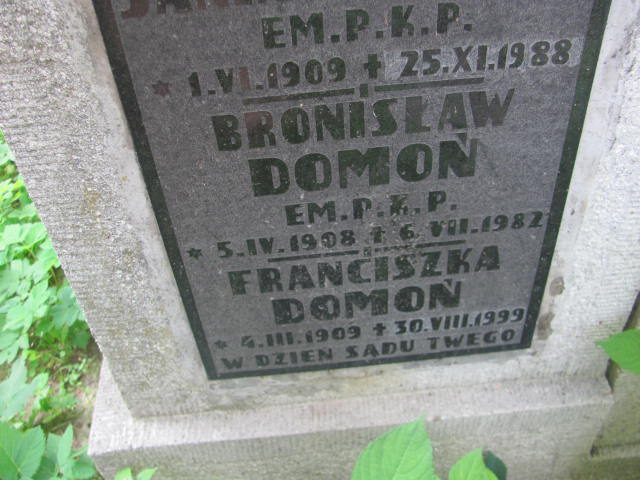 EM.P.K.P.
* 1.VI.1909 + 25.XI.1988
BRONISŁAW
DOMOŃ
EM.P.K.P.
* 5.IV.1908 + 6.VII.1982
FRANCISZKA
DOMOŃ
* 4.III.1909 + 30.VIII.1999
W DZIEŃ SĄDU TWEGO